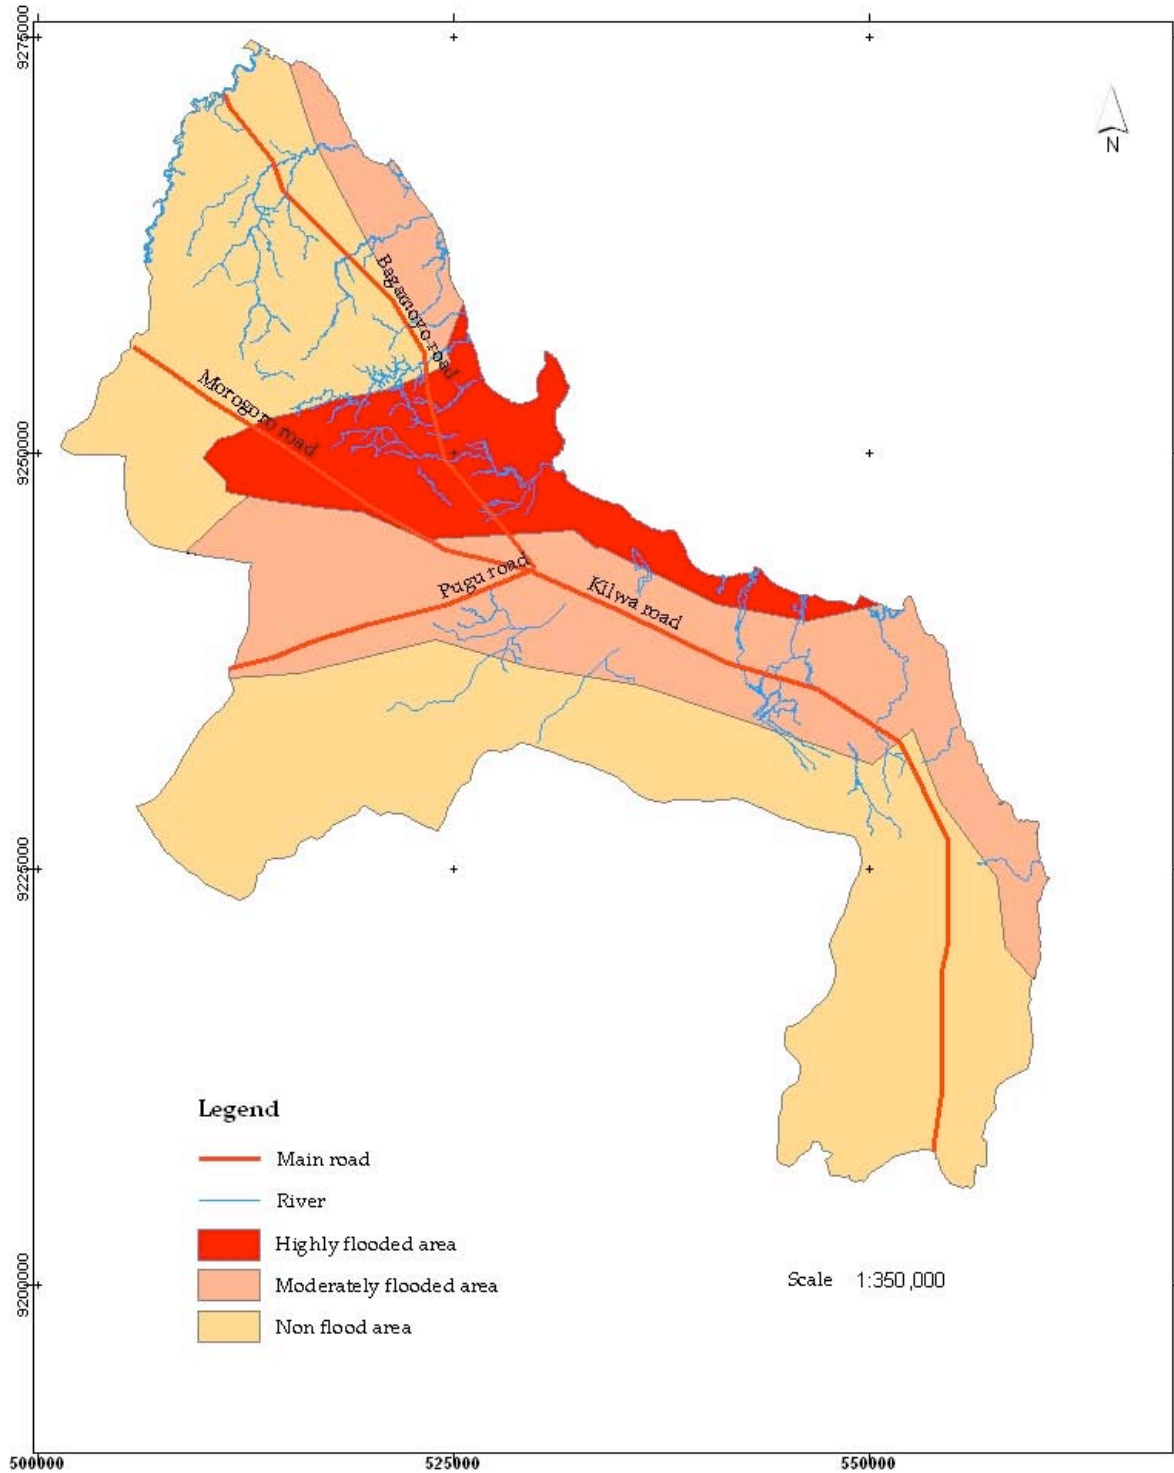 9275000
N
Bagamoyo road
Morogoro road
9250000
Pugu road
Kilwa road
9225000
Legend
Main road
River
Highly flooded area
Moderately flooded area
Non flood area
Scale 1:350,000
9200000
500000 525000 550000